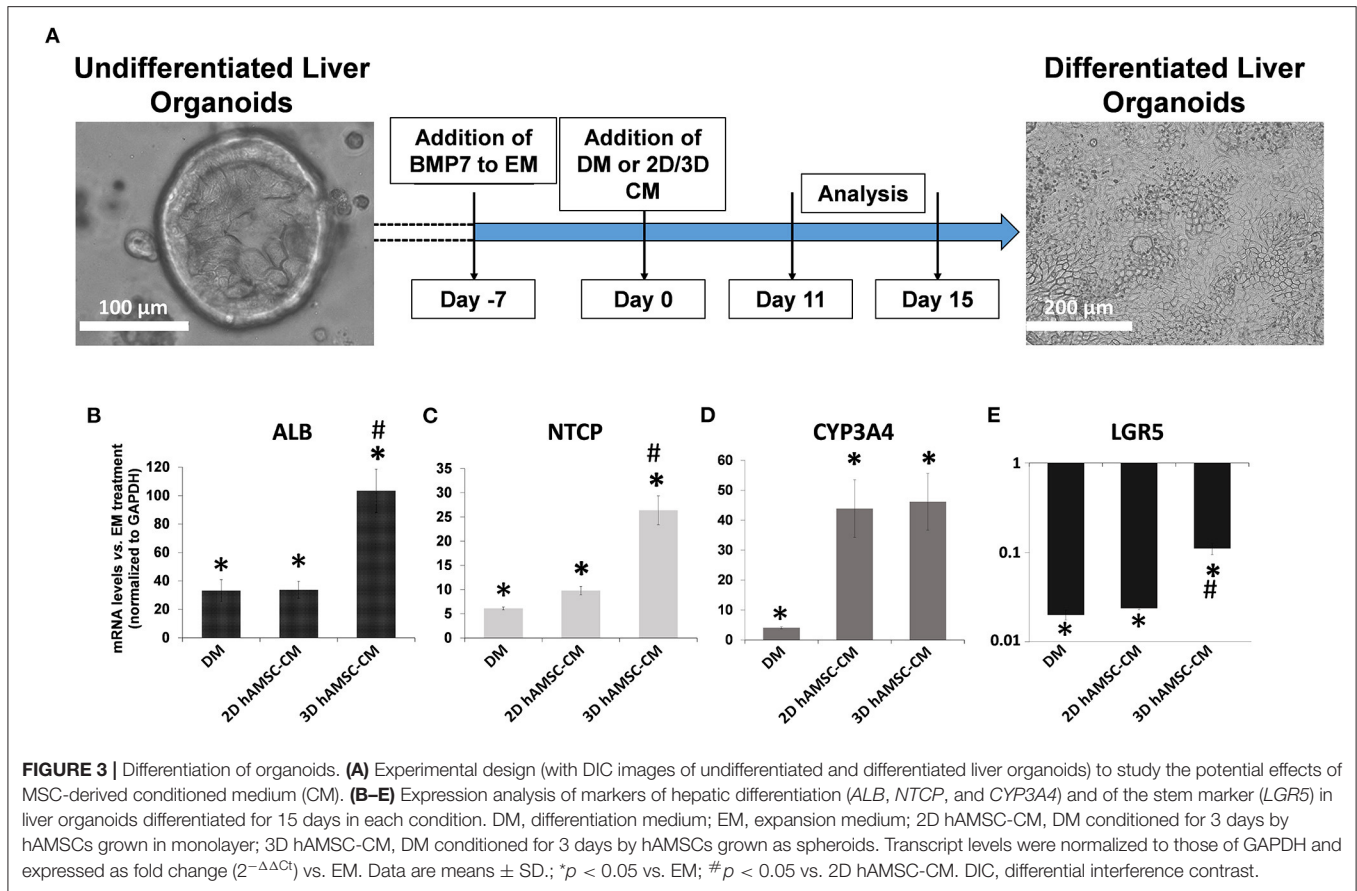 A
Undifferentiated Liver
Organoids
100 µm
Addition of
BMP7 to EM
Addition of
DM or 2D/3D
CM
Analysis
Day -7
Day 0
Day 11
Day 15
Differentiated Liver
Organoids
200 µm
B
ALB
mRNA levels vs. EM treatment
(normalized to GAPDH)
120
100
80
60
40
20
0
*
*
#
*
DM
2D hAMSC-CM
3D hAMSC-CM
C
NTCP
35
30
25
20
15
10
5
0
*
*
#
*
DM
2D hAMSC-CM
3D hAMSC-CM
D
CYP3A4
60
50
40
30
20
10
0
*
*
*
DM
2D hAMSC-CM
3D hAMSC-CM
E
LGR5
1
0.1
0.01
*
*
*
#
DM
2D hAMSC-CM
3D hAMSC-CM
FIGURE 3 | Differentiation of organoids. (A) Experimental design (with DIC images of undifferentiated and differentiated liver organoids) to study the potential effects of
MSC-derived conditioned medium (CM). (B–E) Expression analysis of markers of hepatic differentiation (ALB, NTCP, and CYP3A4) and of the stem marker (LGR5) in
liver organoids differentiated for 15 days in each condition. DM, differentiation medium; EM, expansion medium; 2D hAMSC-CM, DM conditioned for 3 days by
hAMSCs grown in monolayer; 3D hAMSC-CM, DM conditioned for 3 days by hAMSCs grown as spheroids. Transcript levels were normalized to those of GAPDH and
expressed as fold change (2^−ΔΔCt) vs. EM. Data are means ± SD.; *p < 0.05 vs. EM; #p < 0.05 vs. 2D hAMSC-CM. DIC, differential interference contrast.